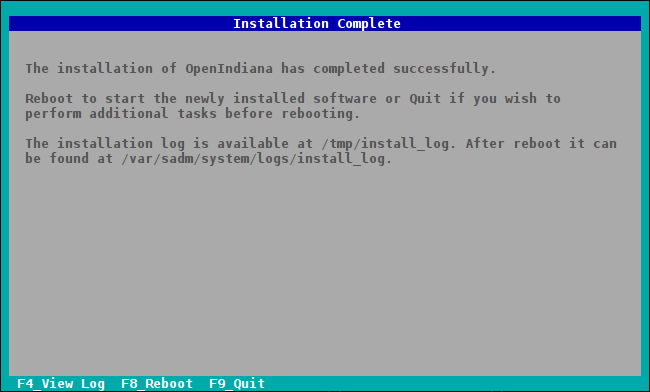 Installation Complete
The installation of OpenIndiana has completed successfully.
Reboot to start the newly installed software or Quit if you wish to
perform additional tasks before rebooting.
The installation log is available at /tmp/install_log. After reboot it can
be found at /var/sadm/system/logs/install_log.
F4_View Log  F8_Reboot  F9_Quit